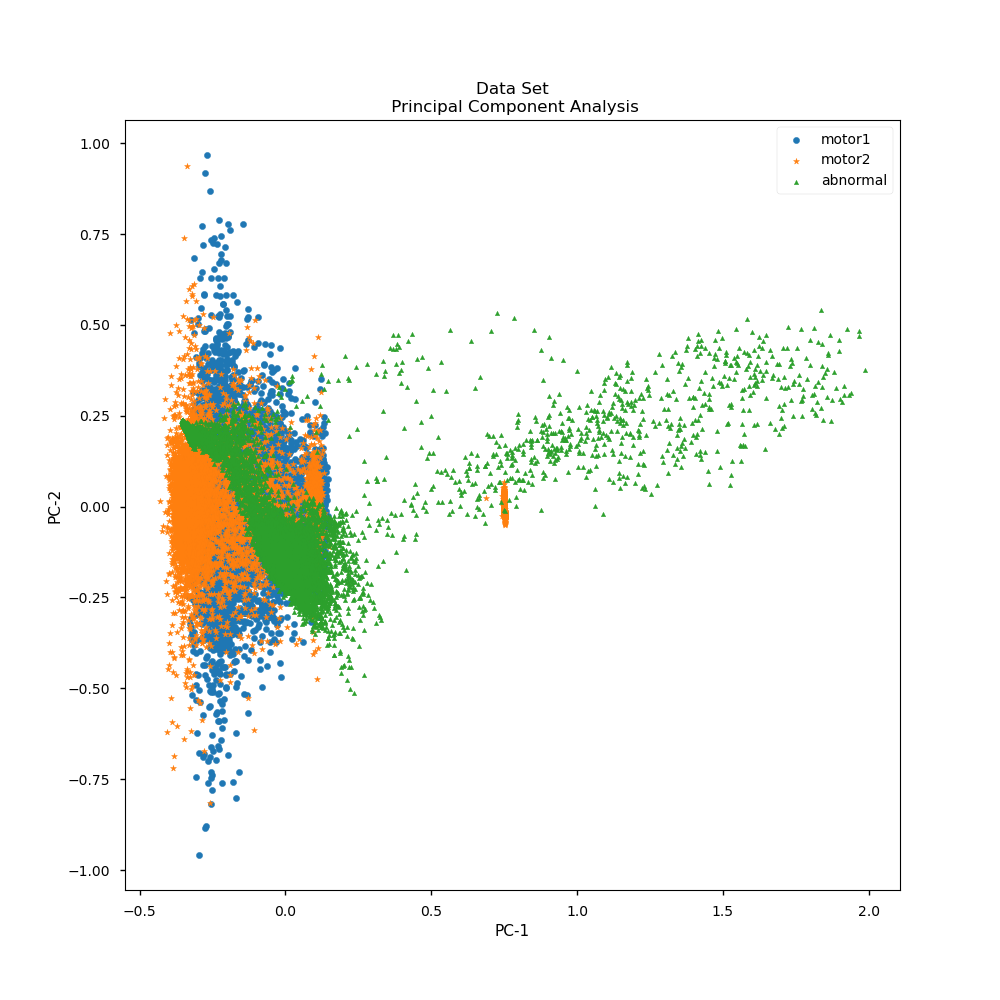 Data Set
Principal Component Analysis
motor1
motor2
abnormal
1.00
0.75
0.50
0.25
0.00
−0.25
−0.50
−0.75
−1.00
PC-2
−0.5
0.0
0.5
1.0
1.5
2.0
PC-1